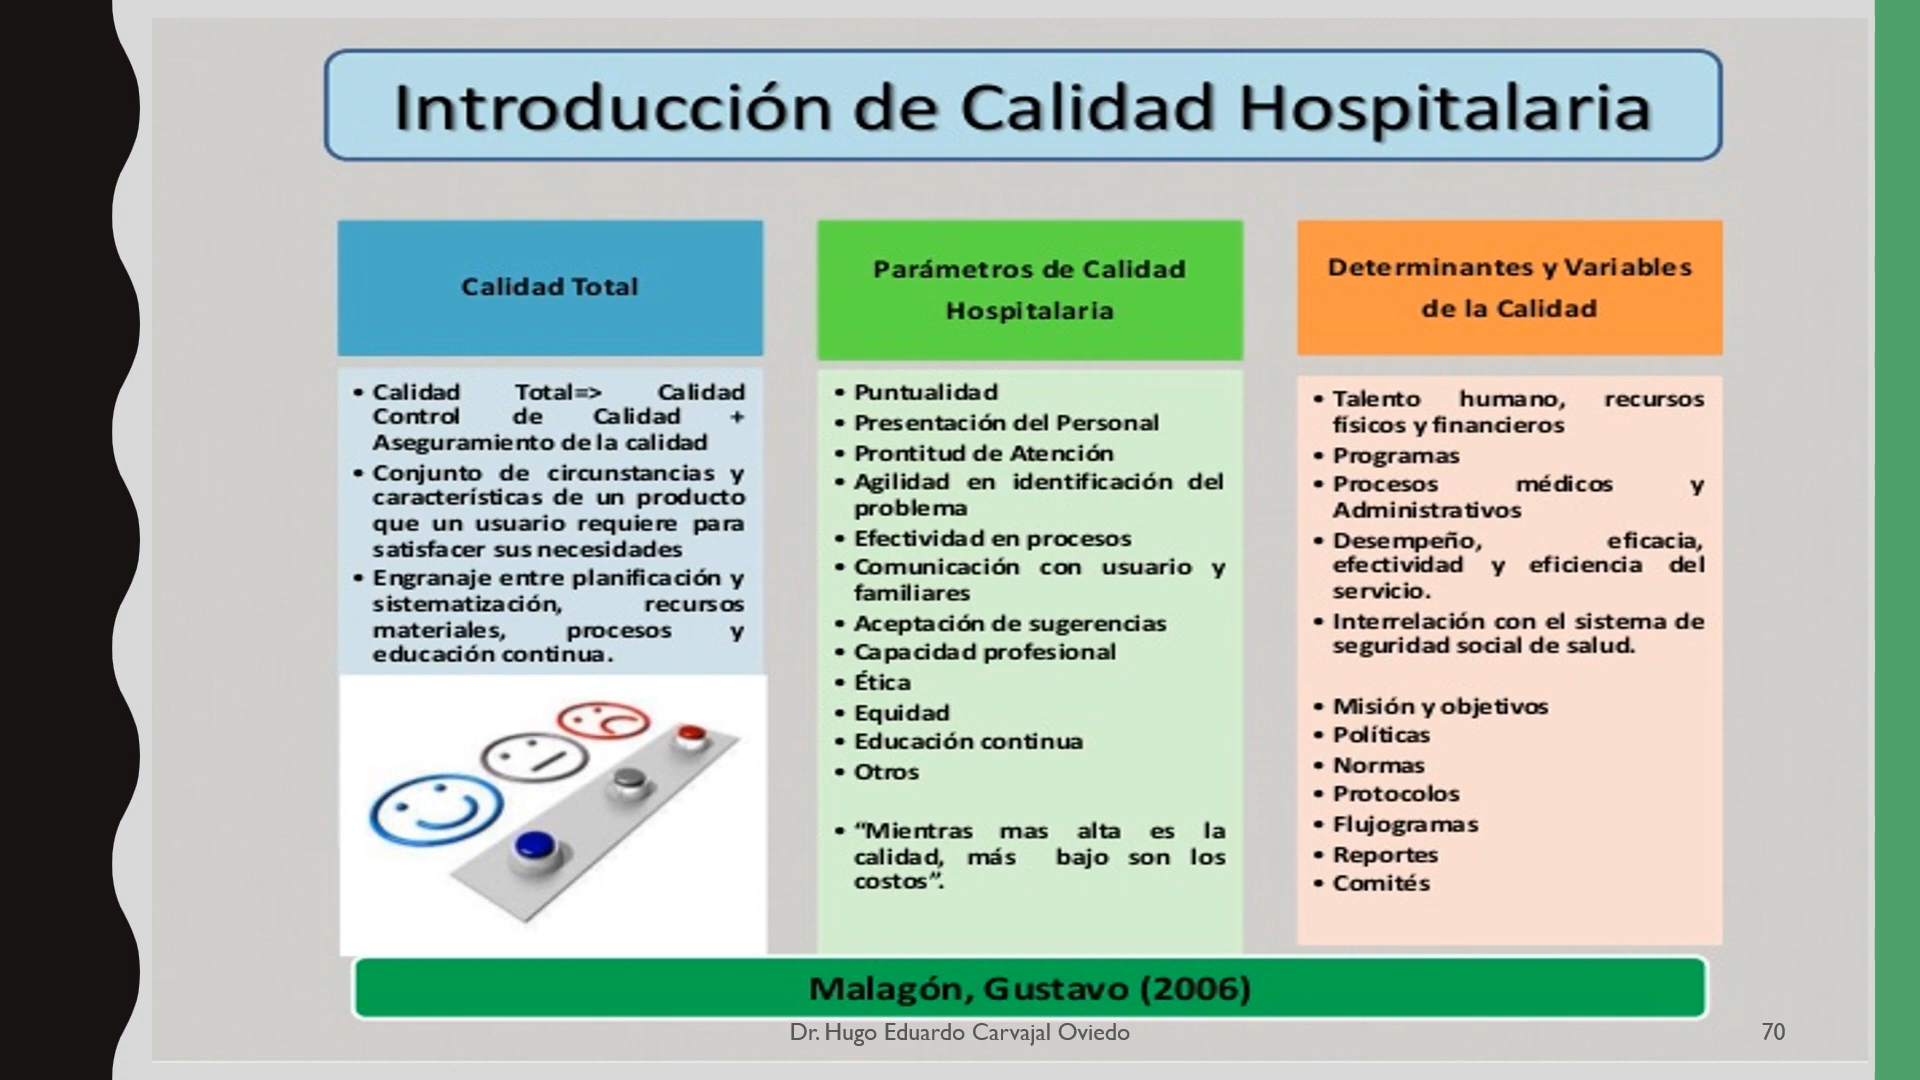 Introducción de Calidad Hospitalaria
Calidad Total
• Calidad Total=> Calidad
Control de Calidad +
Aseguramiento de la calidad
• Conjunto de circunstancias y
características de un producto
que un usuario requiere para
satisfacer sus necesidades
• Engranaje entre planificación y
sistematización, recursos
materiales, procesos y
educación continua.
Parámetros de Calidad
Hospitalaria
• Puntualidad
• Presentación del Personal
• Prontitud de Atención
• Agilidad en identificación del
problema
• Efectividad en procesos
• Comunicación con usuario y
familiares
• Aceptación de sugerencias
• Capacidad profesional
• Ética
• Equidad
• Educación continua
• Otros
• “Mientras mas alta es la
calidad, más bajo son los
costos”.
Determinantes y Variables
de la Calidad
• Talento humano, recursos
físicos y financieros
• Programas
• Procesos médicos y
Administrativos
• Desempeño, eficacia,
efectividad y eficiencia del
servicio.
• Interrelación con el sistema de
seguridad social de salud.
• Misión y objetivos
• Políticas
• Normas
• Protocolos
• Flujogramas
• Reportes
• Comités
Malagón, Gustavo (2006)
Dr. Hugo Eduardo Carvajal Oviedo
70